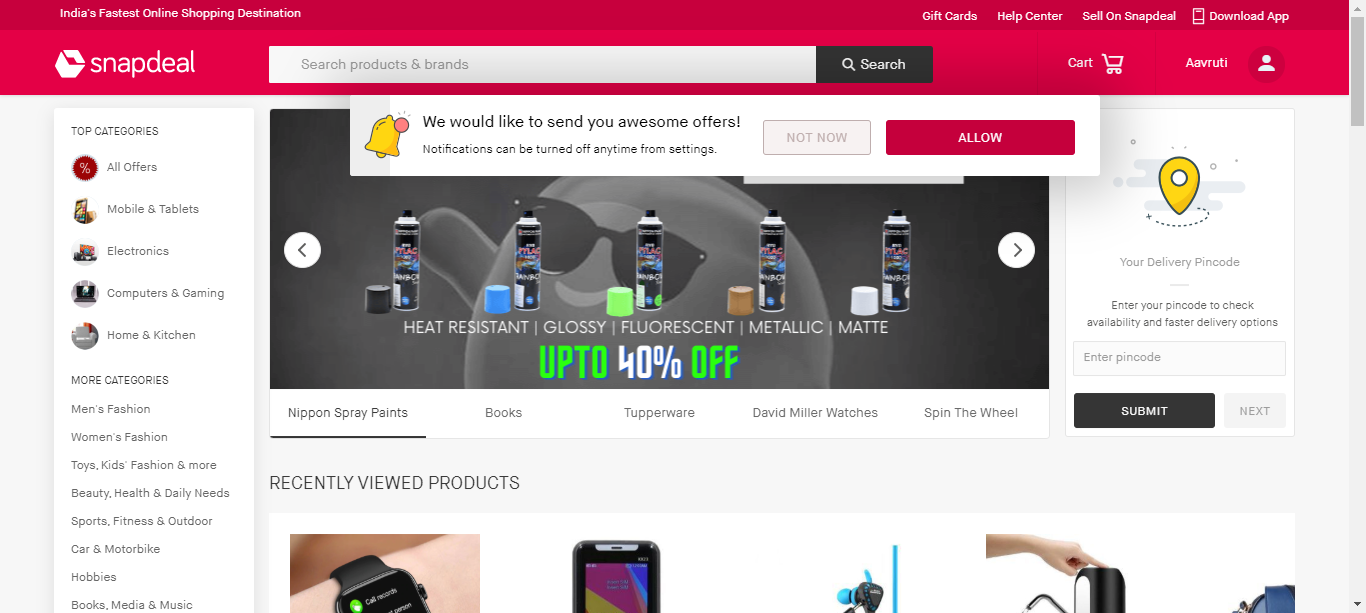 India's Fastest Online Shopping Destination
Gift Cards
Help Center
Sell On Snapdeal
Download App
snapdeal
Search products & brands
Search
Cart
Aavruti
We would like to send you awesome offers!
Notifications can be turned off anytime from settings.
NOT NOW
ALLOW
TOP CATEGORIES
%
All Offers
Mobile & Tablets
Electronics
Computers & Gaming
Home & Kitchen
MORE CATEGORIES
Men's Fashion
Women's Fashion
Toys, Kids' Fashion & more
Beauty, Health & Daily Needs
Sports, Fitness & Outdoor
Car & Motorbike
Hobbies
Books, Media & Music
HEAT RESISTANT | GLOSSY | FLUORESCENT | METALLIC | MATTE
UPTO 40% OFF
Nippon Spray Paints
Books
Tupperware
David Miller Watches
Spin The Wheel
Your Delivery Pincode
Enter your pincode to check
availability and faster delivery options
Enter pincode
SUBMIT
NEXT
RECENTLY VIEWED PRODUCTS
Call records